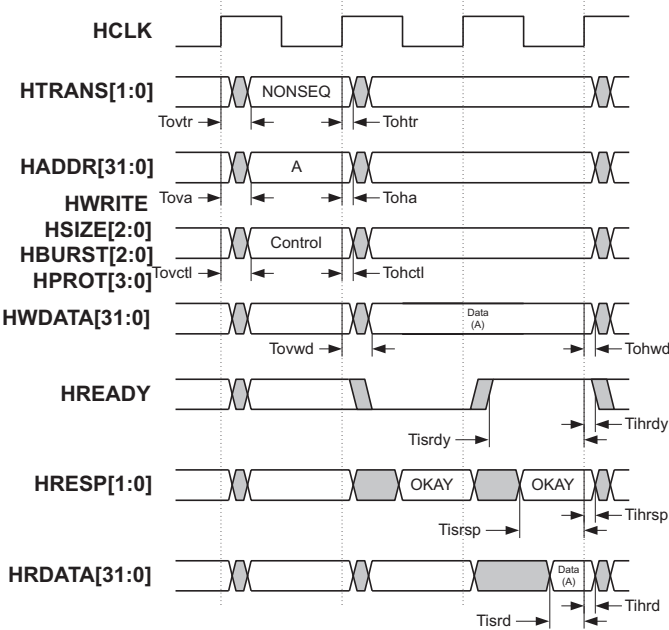 HCLK
HTRANS[1:0]
NONSEQ
Tovtr
Tohtr
HADDR[31:0]
A
Tova
Toha
HWRITE
HSIZE[2:0]
HBURST[2:0]
HPROT[3:0]
Control
Tovctl
Tohctl
HWDATA[31:0]
Data
(A)
Tovwd
Tohwd
HREADY
Tisrdy
Tihrdy
HRESP[1:0]
OKAY
OKAY
Tisrsp
Tihrsp
HRDATA[31:0]
Data
(A)
Tisrd
Tihrd